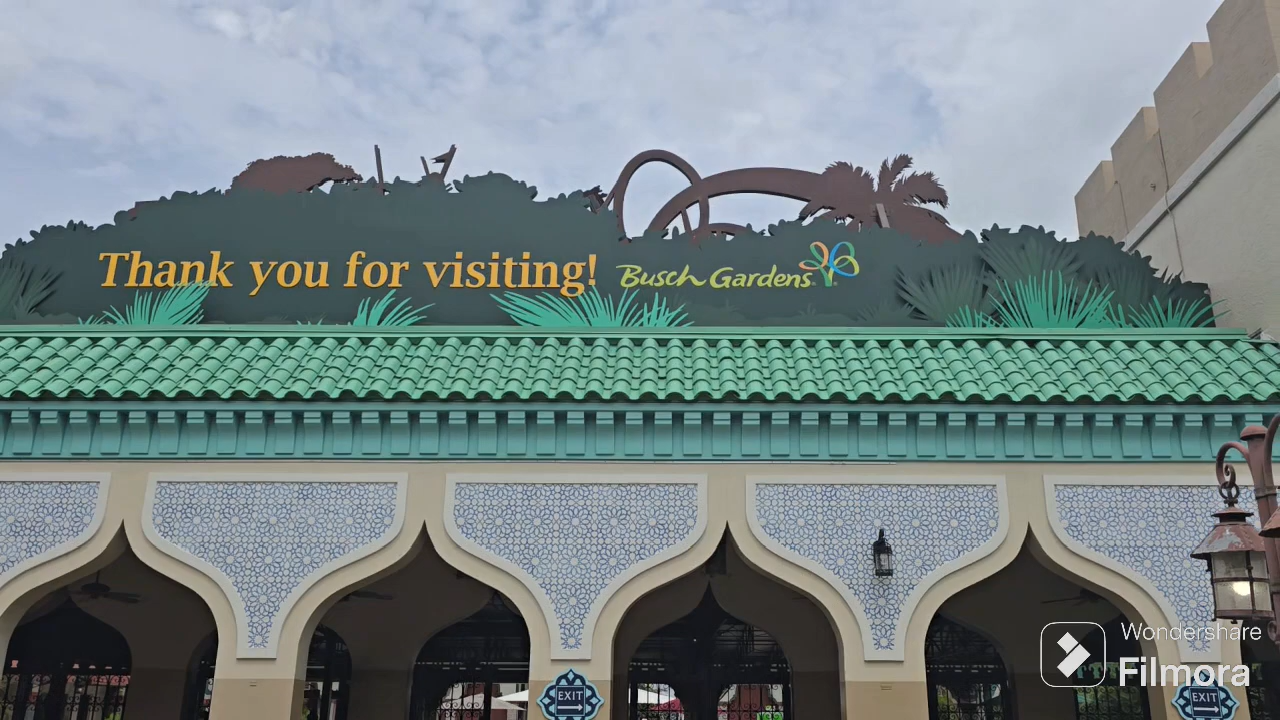 Thank you for visiting! Busch Gardens
EXIT
EXIT
Wondershare
Filmora